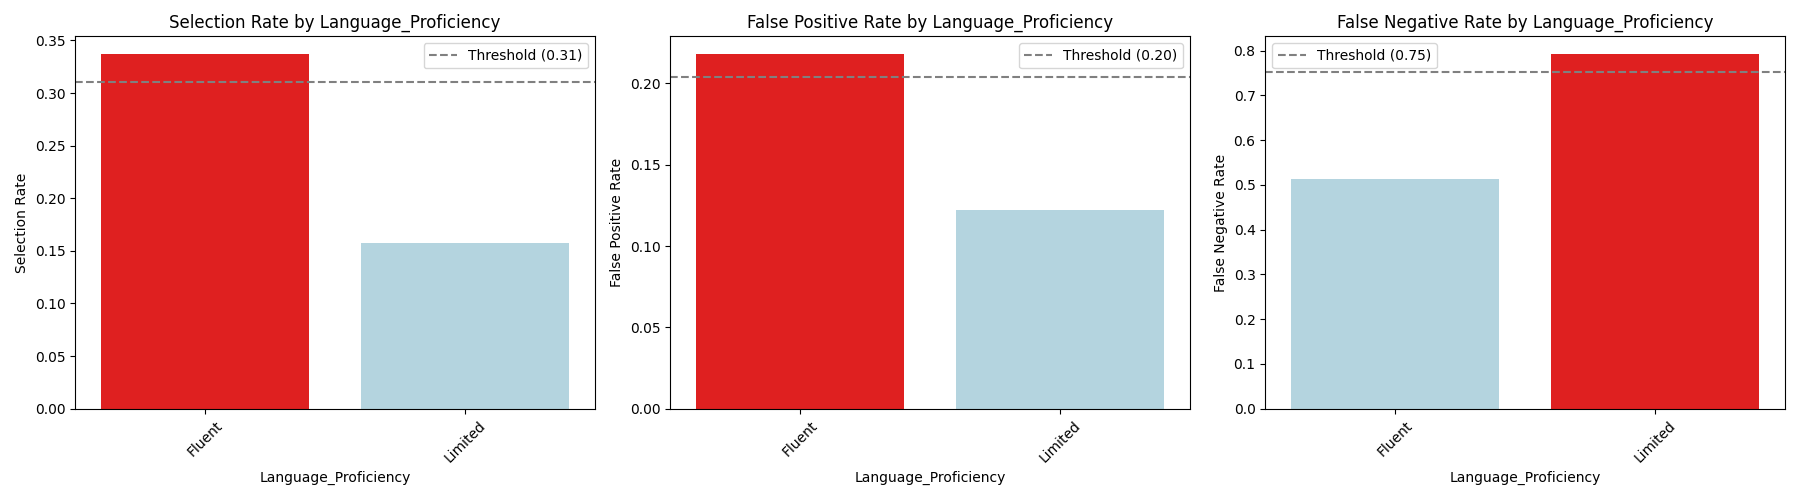 Selection Rate by Language_Proficiency
Threshold (0.31)
0.35
0.30
0.25
0.20
0.15
0.10
0.05
0.00
Selection Rate
Fluent
Limited
Language_Proficiency
False Positive Rate by Language_Proficiency
Threshold (0.20)
0.20
0.15
0.10
0.05
0.00
False Positive Rate
Fluent
Limited
Language_Proficiency
False Negative Rate by Language_Proficiency
Threshold (0.75)
0.8
0.7
0.6
0.5
0.4
0.3
0.2
0.1
0.0
False Negative Rate
Fluent
Limited
Language_Proficiency